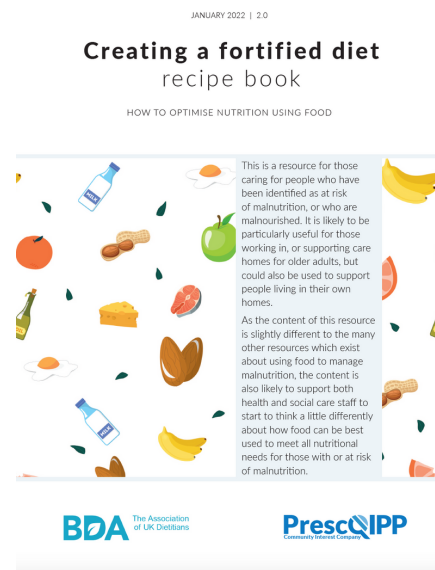 JANUARY 2022 | 2.0
Creating a fortified diet
recipe book
HOW TO OPTIMISE NUTRITION USING FOOD
This is a resource for those
caring for people who have
been identified as at risk
of malnutrition, or who are
malnourished. It is likely to be
particularly useful for those
working in, or supporting care
homes for older adults, but
could also be used to support
people living in their own
homes.
As the content of this resource
is slightly different to the many
other resources which exist
about using food to manage
malnutrition, the content is
also likely to support both
health and social care staff to
start to think a little differently
about how food can be best
used to meet all nutritional
needs for those with or at risk
of malnutrition.
MILK
MILK
BDA The Association
of UK Dietitians
PrescQIPP
Community Interest Company